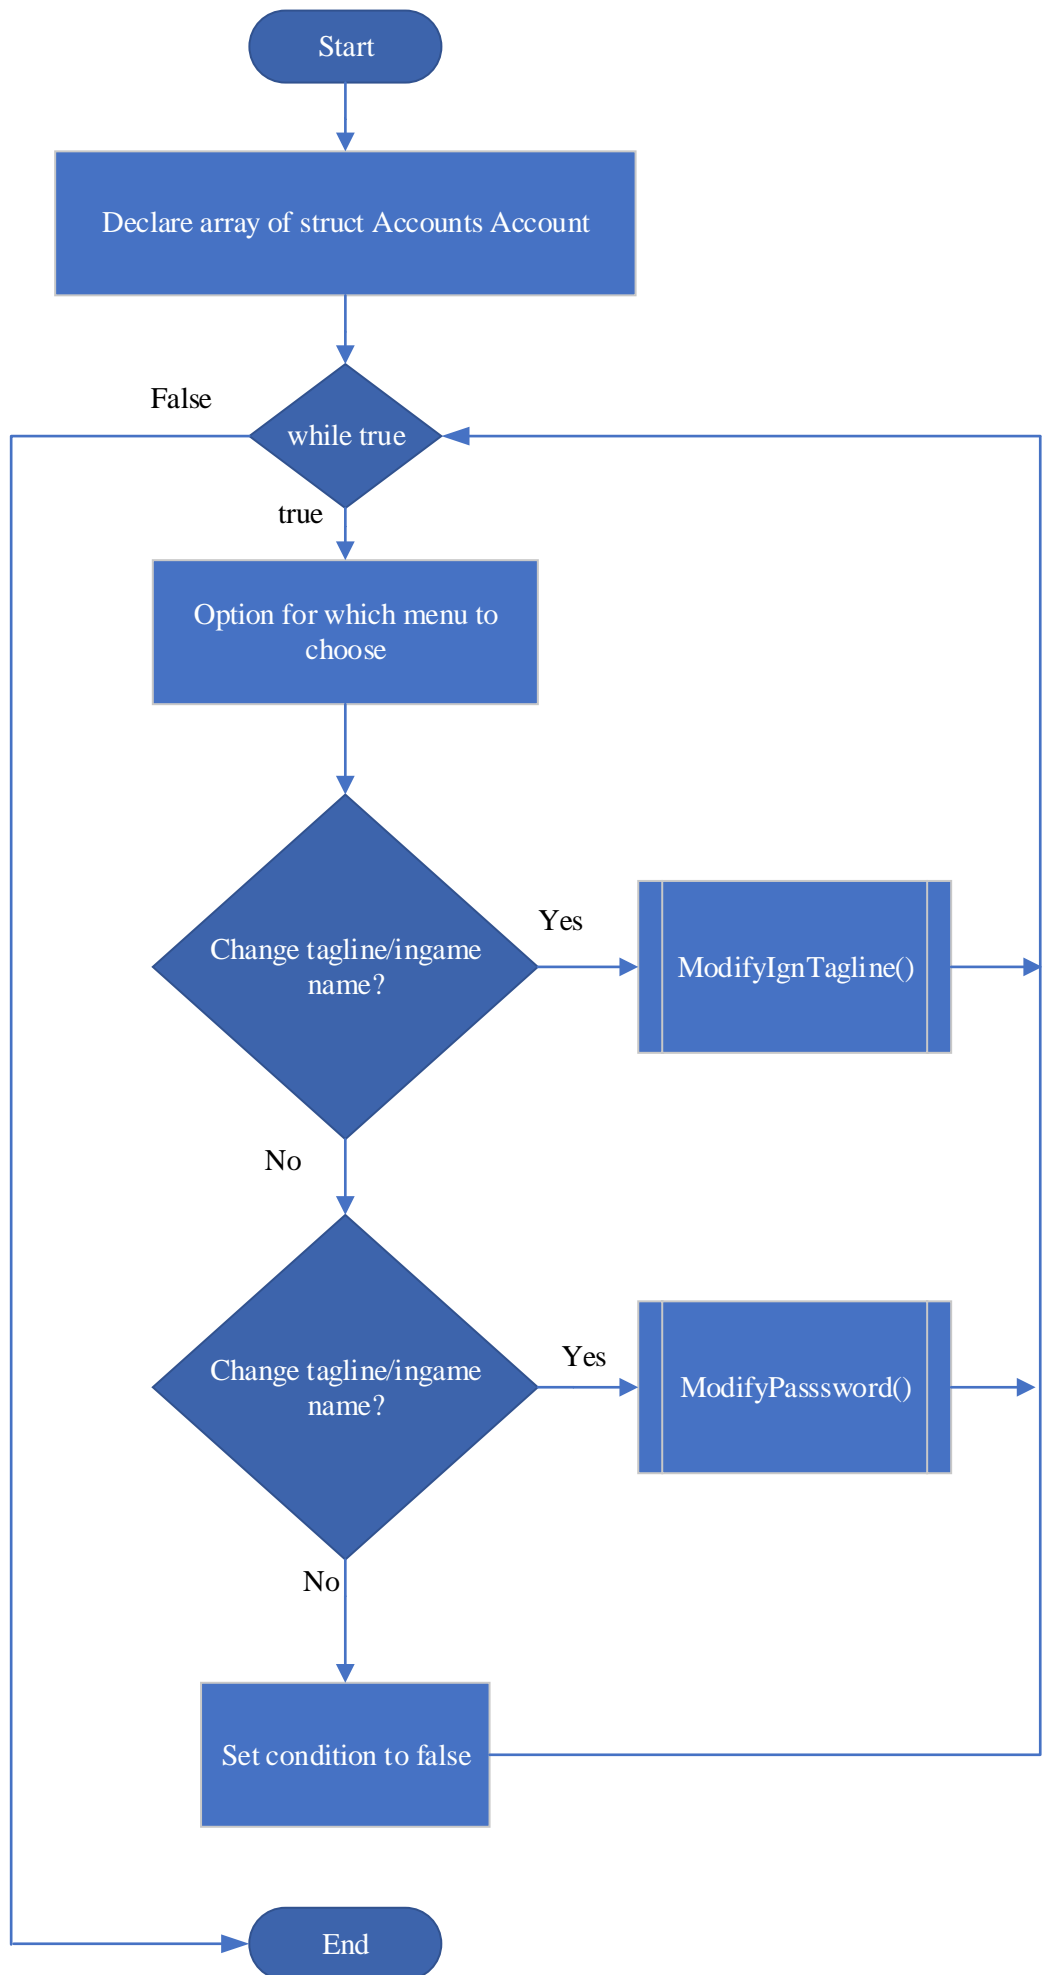 Start
Declare array of struct Accounts Account
False
while true
true
Option for which menu to
choose
Change tagline/ingame
name?
Yes
ModifyIgnTagline()
No
Change tagline/ingame
name?
Yes
ModifyPasssword()
No
Set condition to false
End